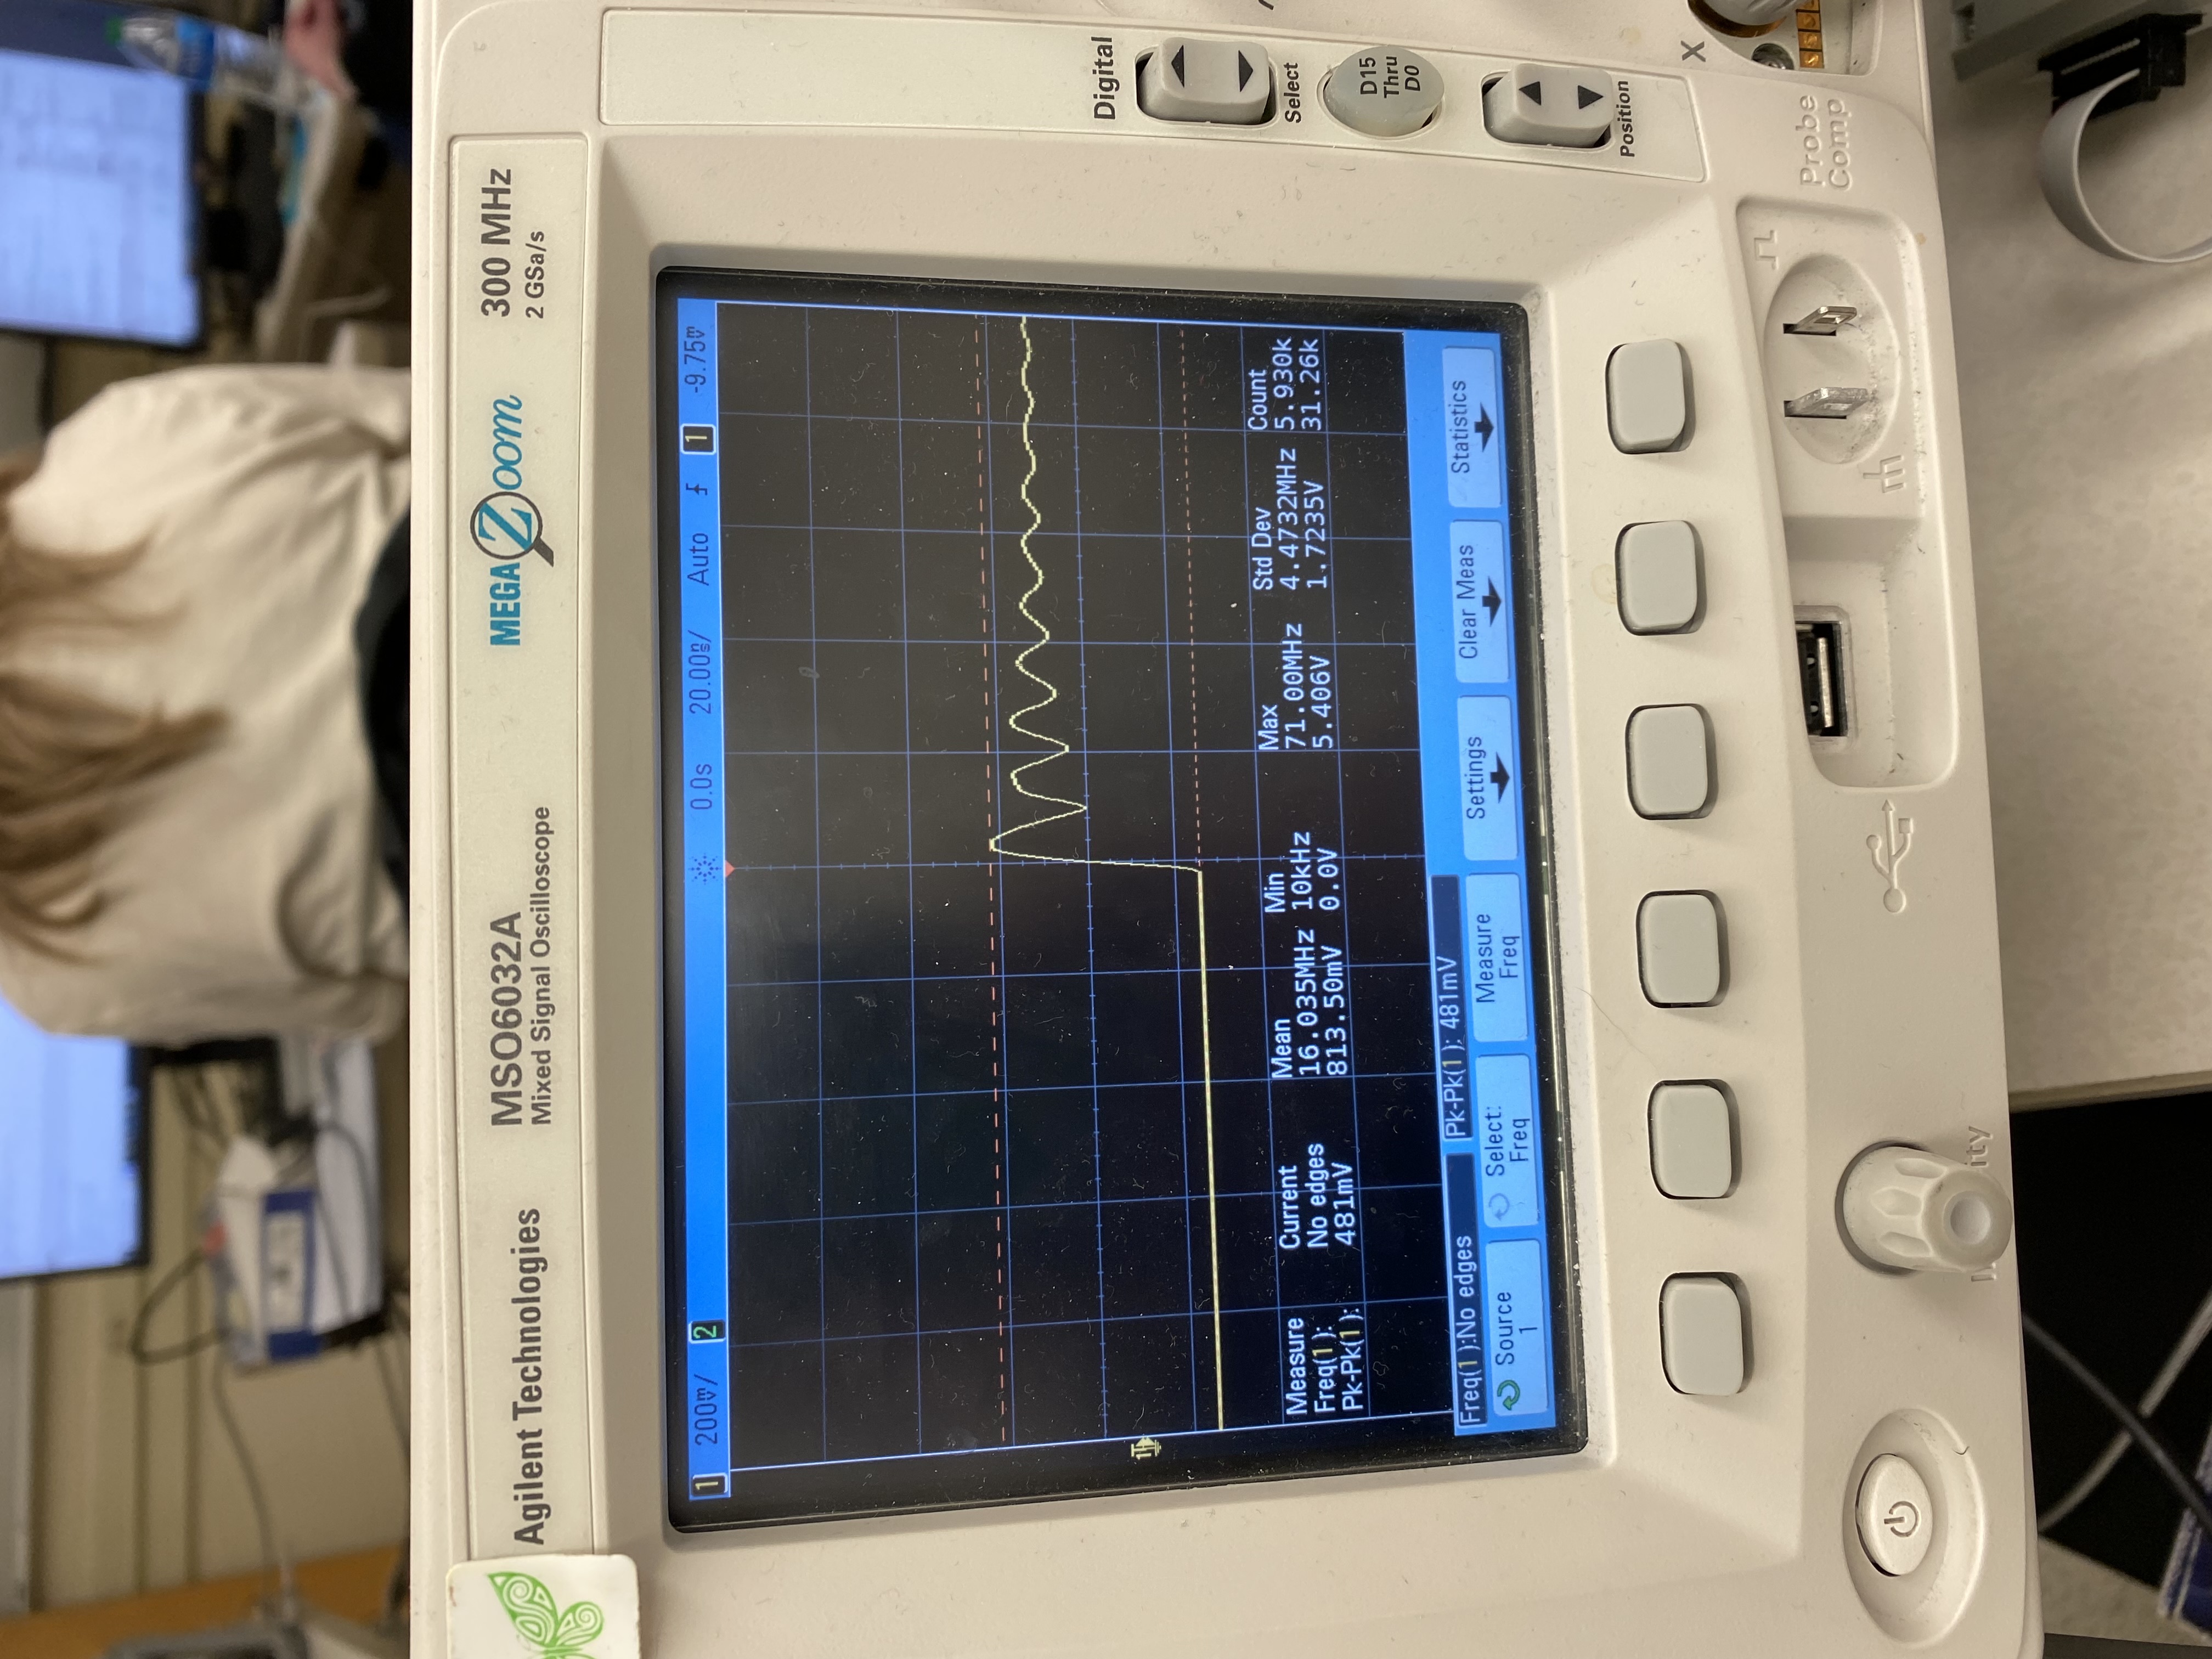 Agilent Technologies
MSO6032A
Mixed Signal Oscilloscope
MEGA Zoom
300 MHz
2 GSa/s
1 200mV/ 2 0.0s 20.00ns/ Auto 1 -9.75mV
Measure Current Mean Min Max Std Dev Count
Freq(1): No edges 16.035MHz 10kHz 71.00MHz 4.4732MHz 5.930k
Pk-Pk(1): 481mV 813.50mV 0.0V 5.406V 1.7235V 31.26k
Freq(1):No edges Pk-Pk(1): 481mV
Source
1
Select:
Freq
Measure
Freq
Settings
Clear Meas
Statistics
Digital
Select
D15
Thru
D0
Position
X
Probe
Comp